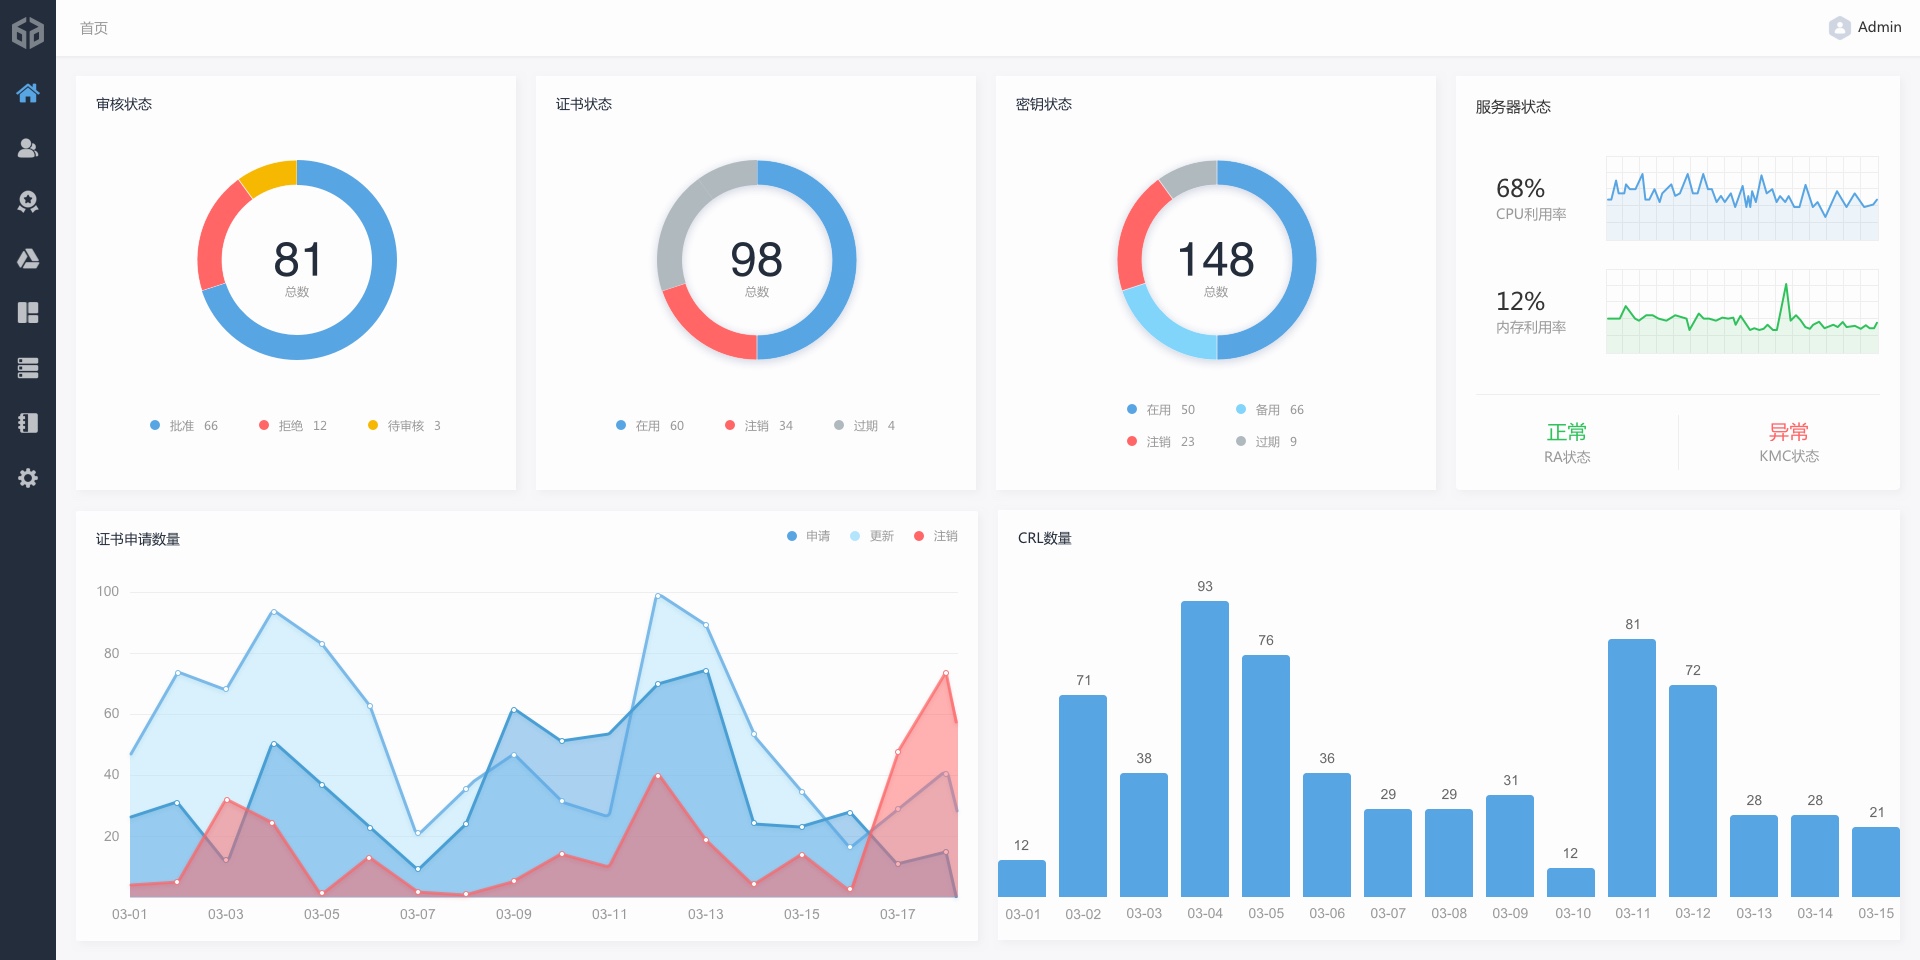 首页
Admin
审核状态
81
总数
批准 66
拒绝 12
待审核 3
证书状态
98
总数
在用 60
注销 34
过期 4
密钥状态
148
总数
在用 50
备用 66
注销 23
过期 9
服务器状态
68%
CPU利用率
12%
内存利用率
正常
RA状态
异常
KMC状态
证书申请数量
申请
更新
注销
100
80
60
40
20
03-01 03-03 03-05 03-07 03-09 03-11 03-13 03-15 03-17
CRL数量
12 71 38 93 76 36 29 29 31 12 81 72 28 28 21
03-01 03-02 03-03 03-04 03-05 03-06 03-07 03-08 03-09 03-10 03-11 03-12 03-13 03-14 03-15